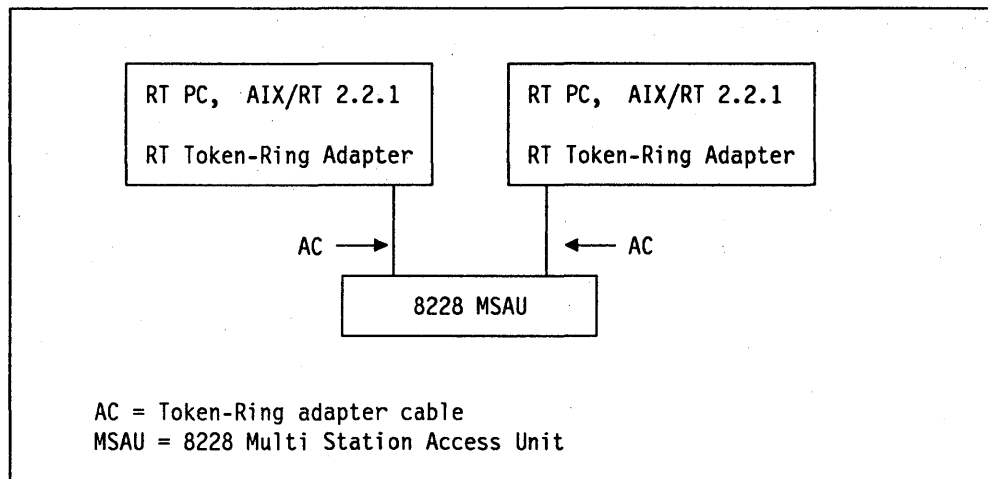 RT PC, AIX/RT 2.2.1
RT Token-Ring Adapter
RT PC, AIX/RT 2.2.1
RT Token-Ring Adapter
AC
AC
8228 MSAU
AC = Token-Ring adapter cable
MSAU = 8228 Multi Station Access Unit